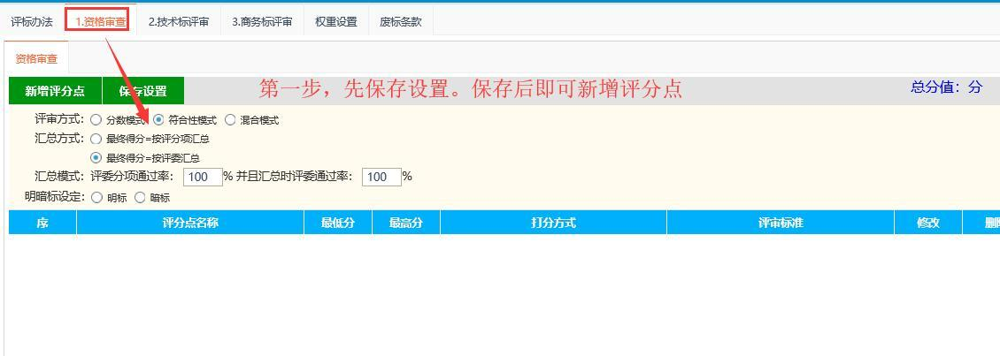 评标办法 1.资格审查 2.技术标评审 3.商务标评审 权重设置 废标条款
资格审查
新增评分点 保存设置 第一步，先保存设置。保存后即可新增评分点 总分值：分
评审方式： 分数模式 符合性模式 混合模式
汇总方式： 最终得分=按评分项汇总
最终得分=按评委汇总
汇总模式： 评委分项通过率： 100 % 并且汇总时评委通过率： 100 %
明暗标设定： 明标 暗标
序 评分点名称 最低分 最高分 打分方式 评审标准 修改 删除